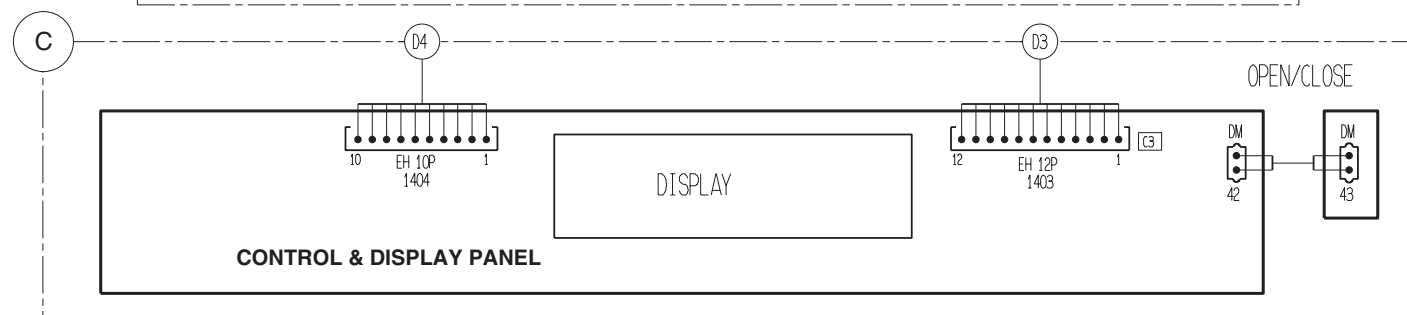 C
D4
D3
OPEN/CLOSE
10
1
EH 10P
1404
12
1
C3
EH 12P
1403
DM
42
DM
43
DISPLAY
CONTROL & DISPLAY PANEL